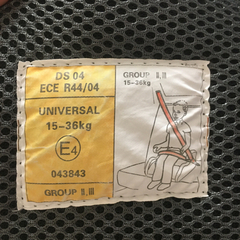 DS 04
ECE R44/04
UNIVERSAL
15-36kg
E4
043843
GROUP II, III
GROUP II, III
15-36kg